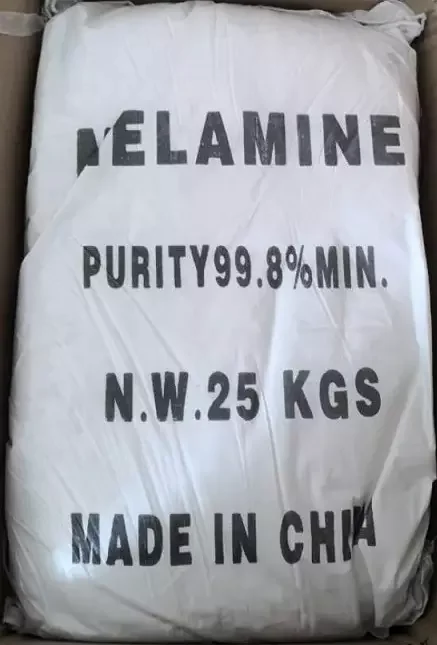 MELAMINE
PURITY99.8%MIN.
N.W.25 KGS
MADE IN CHINA